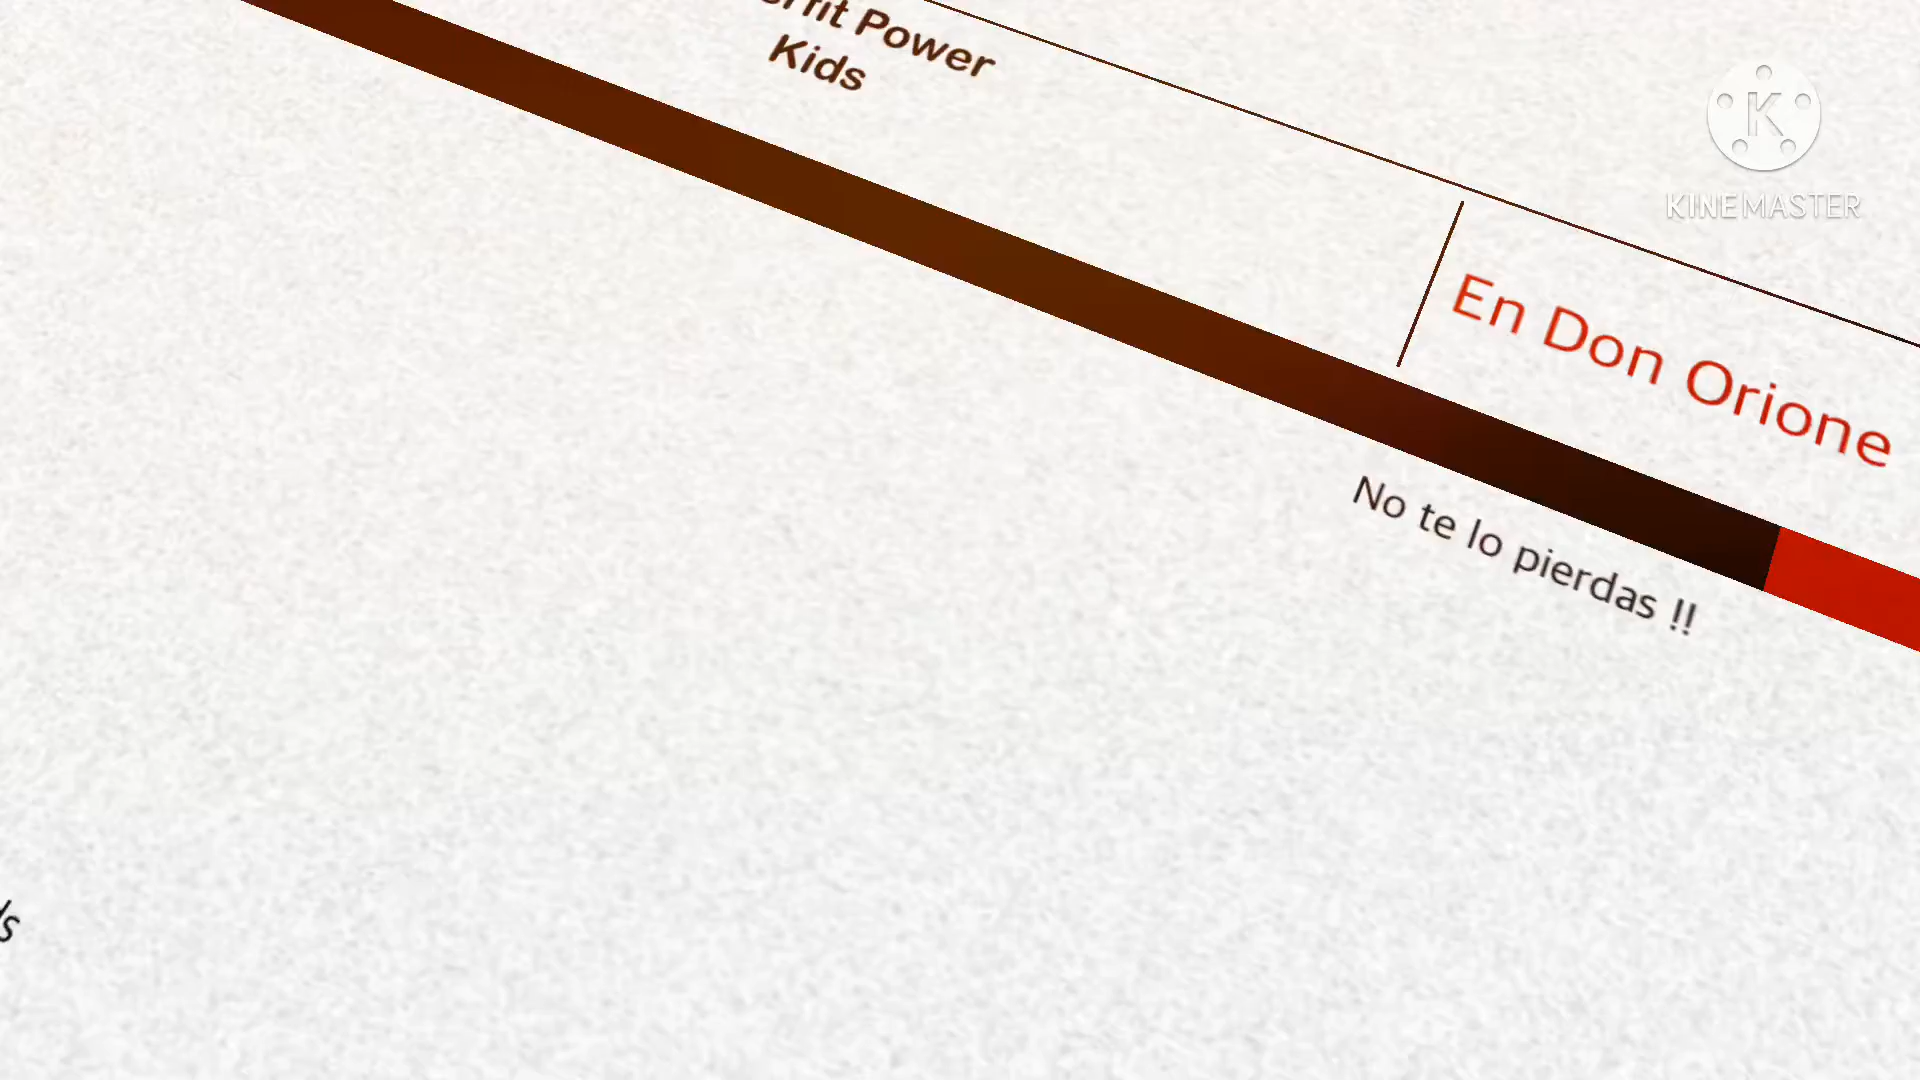 Power
Kids
En Don Orione
No te lo pierdas !!
KINEMASTER